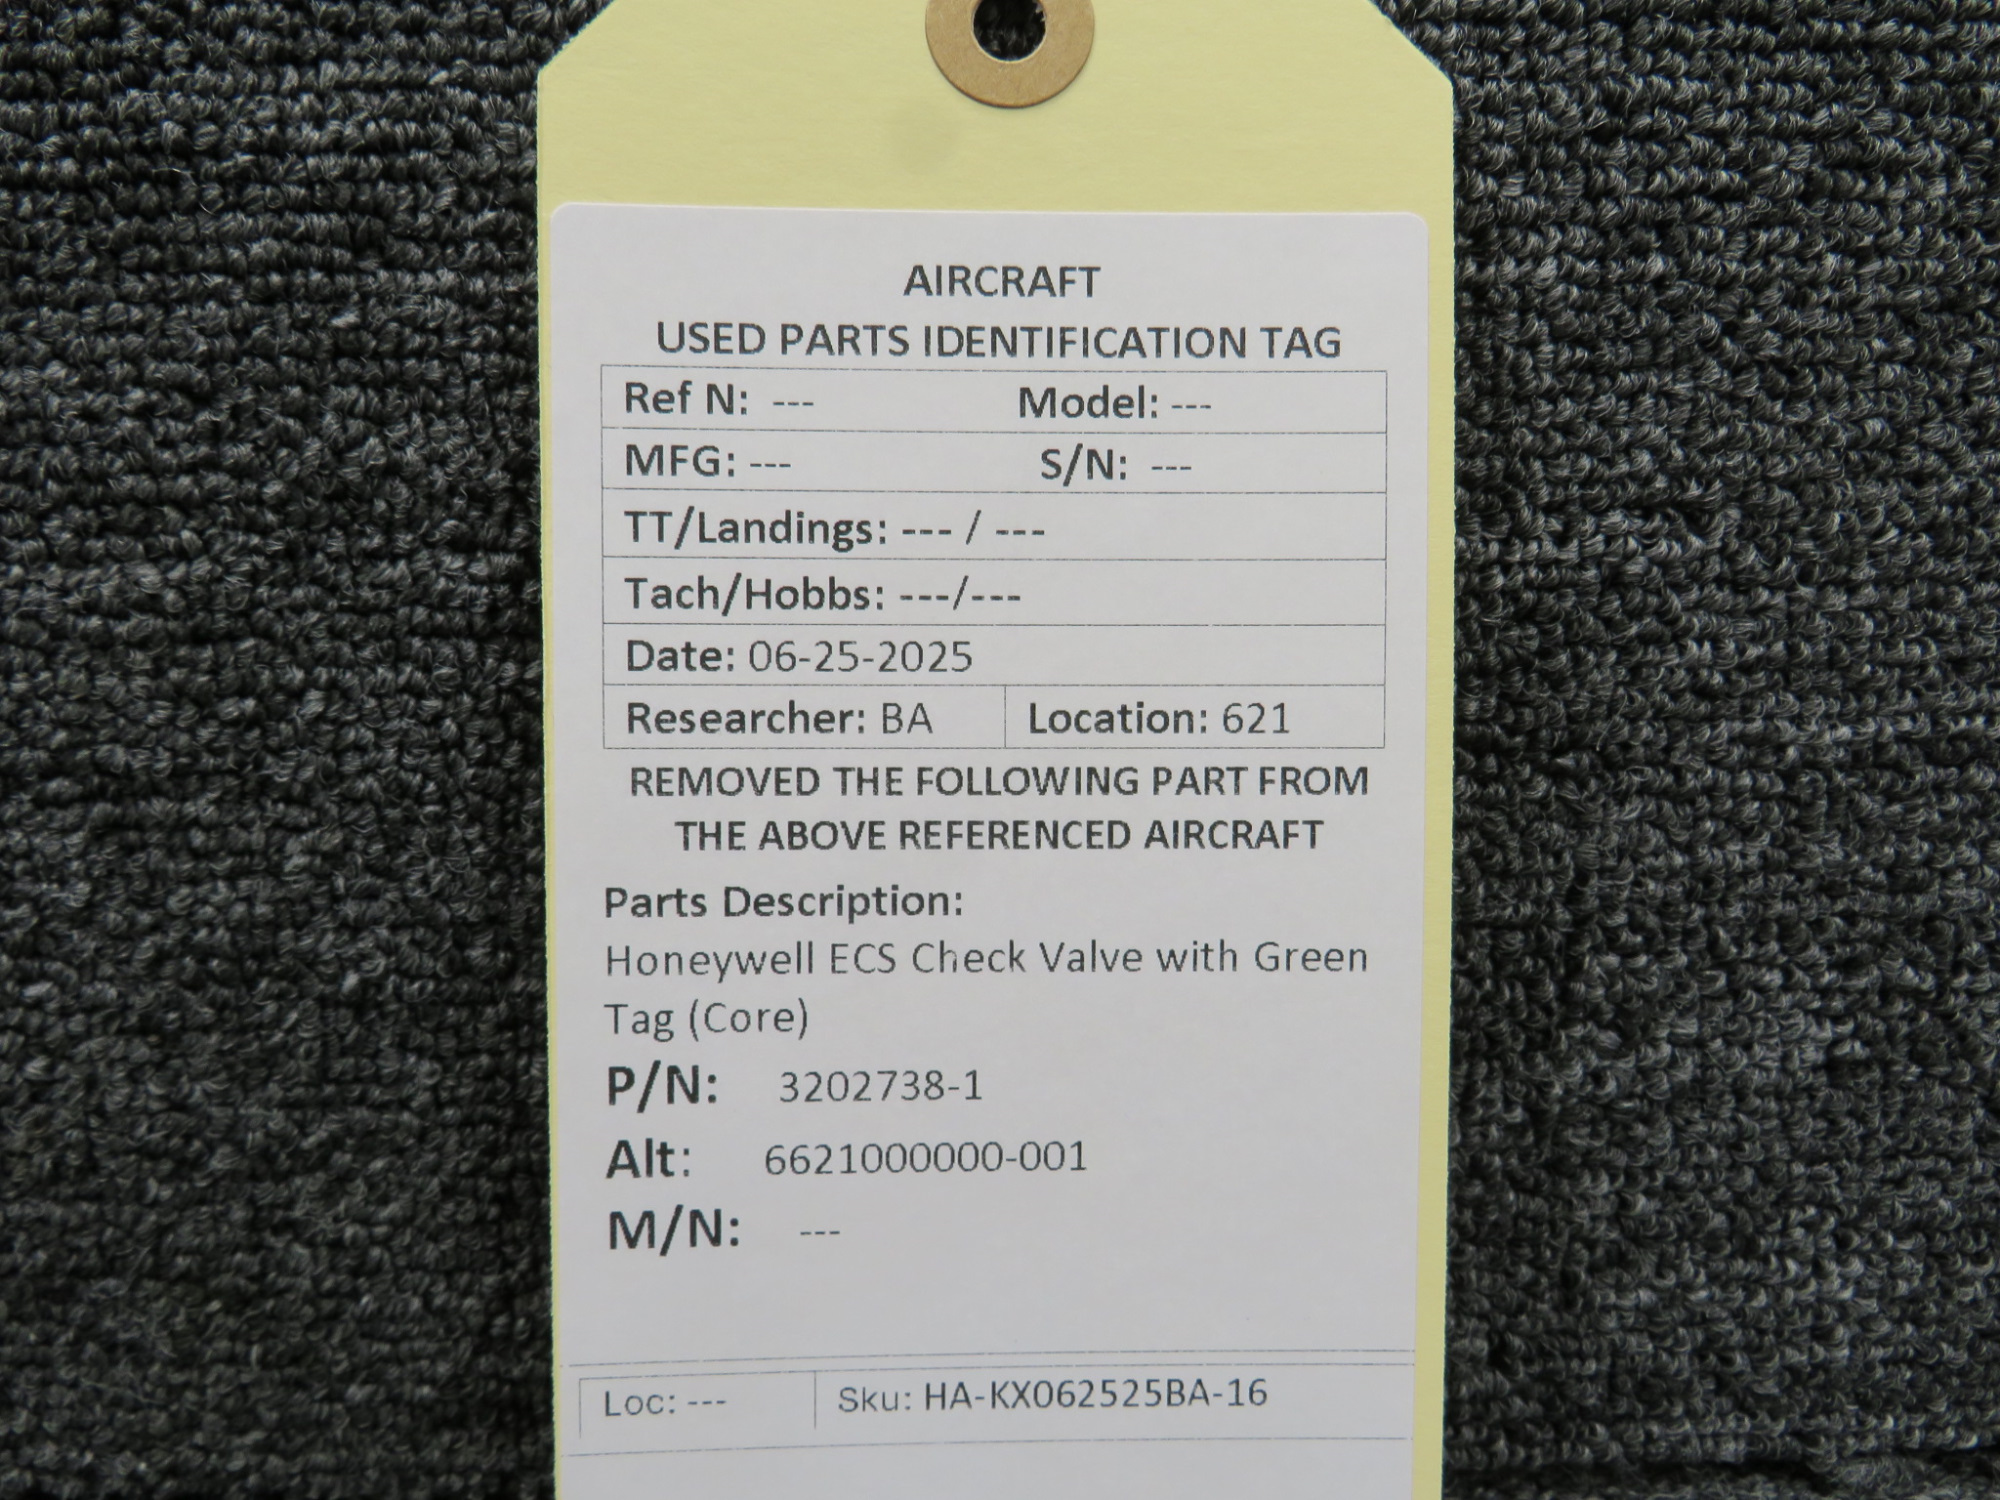 AIRCRAFT
USED PARTS IDENTIFICATION TAG
Ref N: --- Model: ---
MFG: --- S/N: ---
TT/Landings: --- / ---
Tach/Hobbs: ---/---
Date: 06-25-2025
Researcher: BA Location: 621
REMOVED THE FOLLOWING PART FROM
THE ABOVE REFERENCED AIRCRAFT
Parts Description:
Honeywell ECS Check Valve with Green
Tag (Core)
P/N: 3202738-1
Alt: 6621000000-001
M/N: ---
Loc: --- Sku: HA-KX062525BA-16